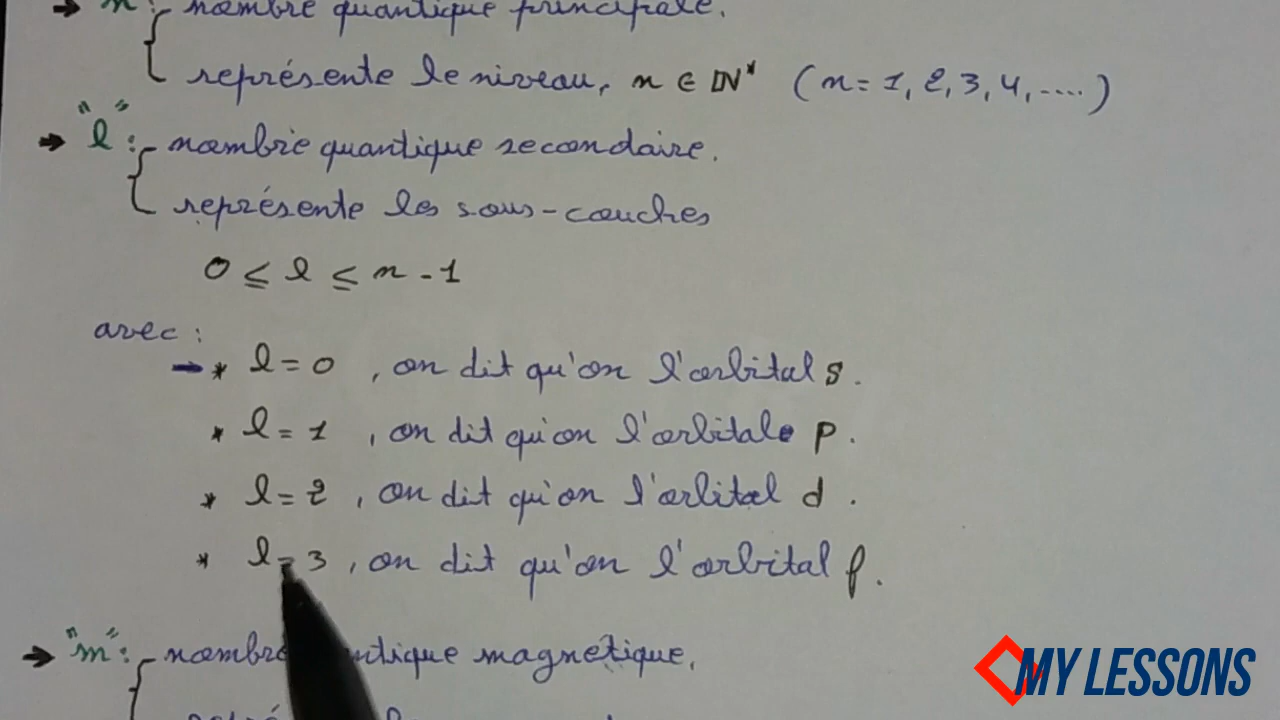 → n : nombre quantique principale.
représente le niveau, n ∈ ℕ* (n = 1, 2, 3, 4, ....)
→ "l" : nombre quantique secondaire.
représente les sous-couches
0 ≤ l ≤ n - 1
avec :
→ * l = 0 , on dit qu'on l'orbital s.
* l = 1 , on dit qu'on l'orbitale p.
* l = 2 , on dit qu'on l'orbital d.
* l = 3 , on dit qu'on l'orbital f.
→ "m" : nombre quantique magnetique.
MY LESSONS